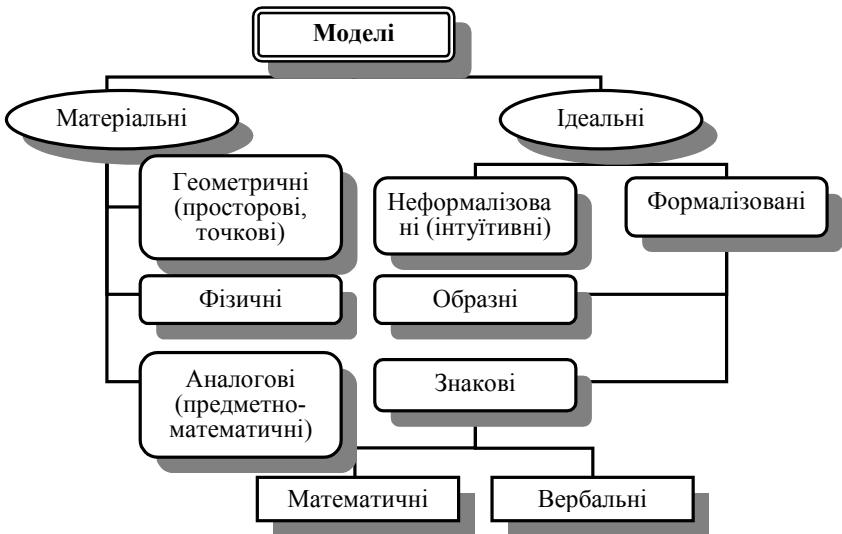 Моделі
Матеріальні
Ідеальні
Геометричні
(просторові,
точкові)
Неформалізова
ні (інтуїтивні)
Формалізовані
Фізичні
Образні
Аналогові
(предметно-
математичні)
Знакові
Математичні
Вербальні